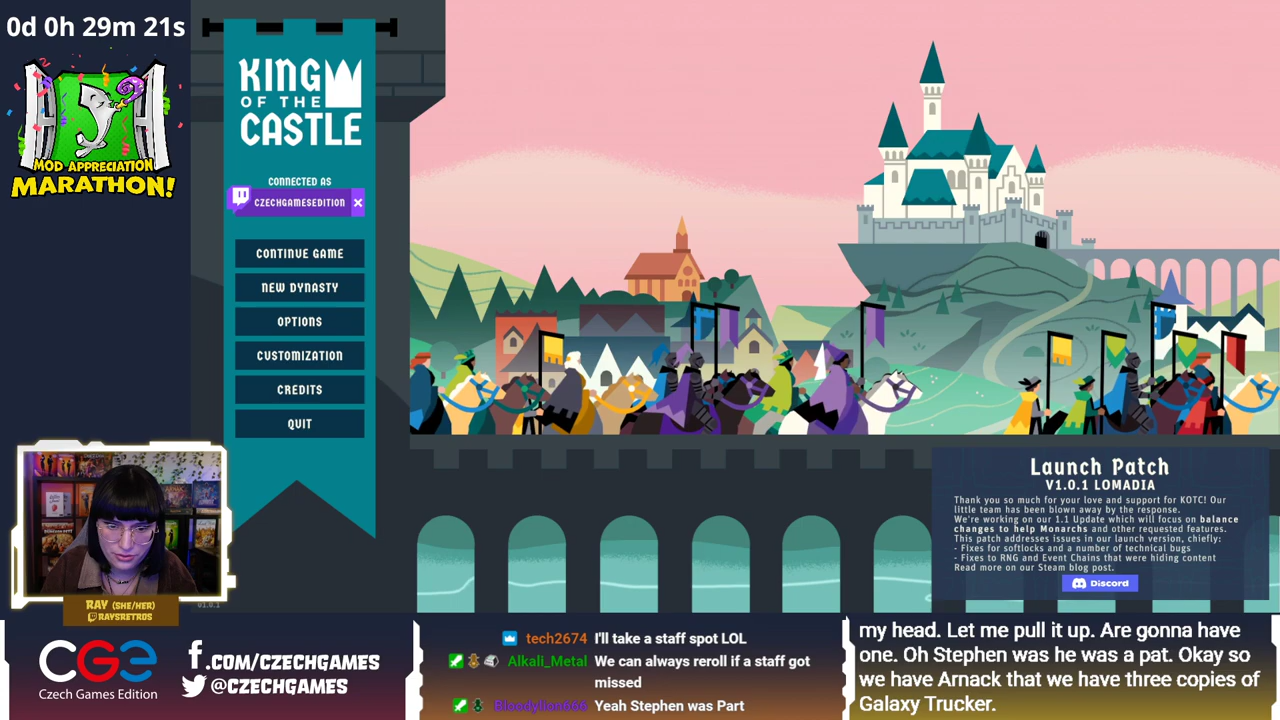 0d 0h 29m 21s
MOD APPRECIATION
MARATHON!
KING
OF THE
CASTLE
CONNECTED AS
CZECHGAMESEDITION
CONTINUE GAME
NEW DYNASTY
OPTIONS
CUSTOMIZATION
CREDITS
QUIT
V1.0.1
Launch Patch
V1.0.1 LOMADIA
Thank you so much for your love and support for KOTC! Our
little team has been blown away by the response.
We're working on our 1.1 Update which will focus on balance
changes to help Monarchs and other requested features.
This patch addresses issues in our launch version, chiefly:
- Fixes for softlocks and a number of technical bugs
- Fixes to RNG and Event Chains that were hiding content
Read more on our Steam blog post.
Discord
RAY (SHE/HER)
RAYSRETROS
CGE
Czech Games Edition
f.COM/CZECHGAMES
@CZECHGAMES
tech2674 I'll take a staff spot LOL
Alkali_Metal We can always reroll if a staff got
missed
Bloodylion666 Yeah Stephen was Part
my head. Let me pull it up. Are gonna have
one. Oh Stephen was he was a pat. Okay so
we have Arnack that we have three copies of
Galaxy Trucker.